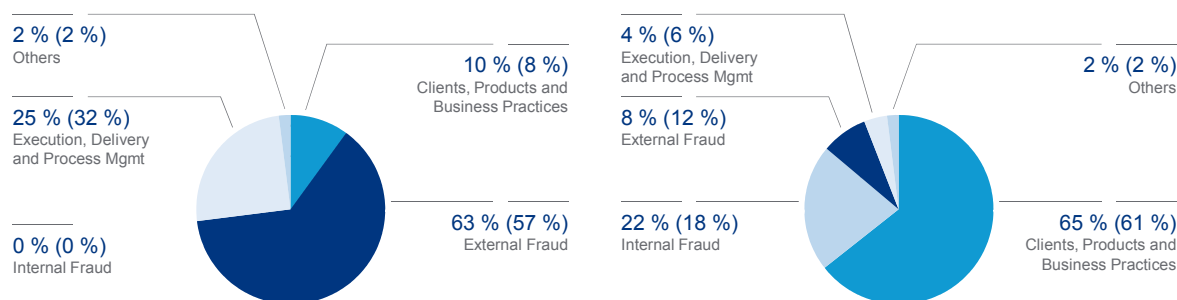 2 % (2 %)
Others
10 % (8 %)
Clients, Products and
Business Practices
25 % (32 %)
Execution, Delivery
and Process Mgmt
63 % (57 %)
External Fraud
0 % (0 %)
Internal Fraud
4 % (6 %)
Execution, Delivery
and Process Mgmt
2 % (2 %)
Others
8 % (12 %)
External Fraud
22 % (18 %)
Internal Fraud
65 % (61 %)
Clients, Products and
Business Practices